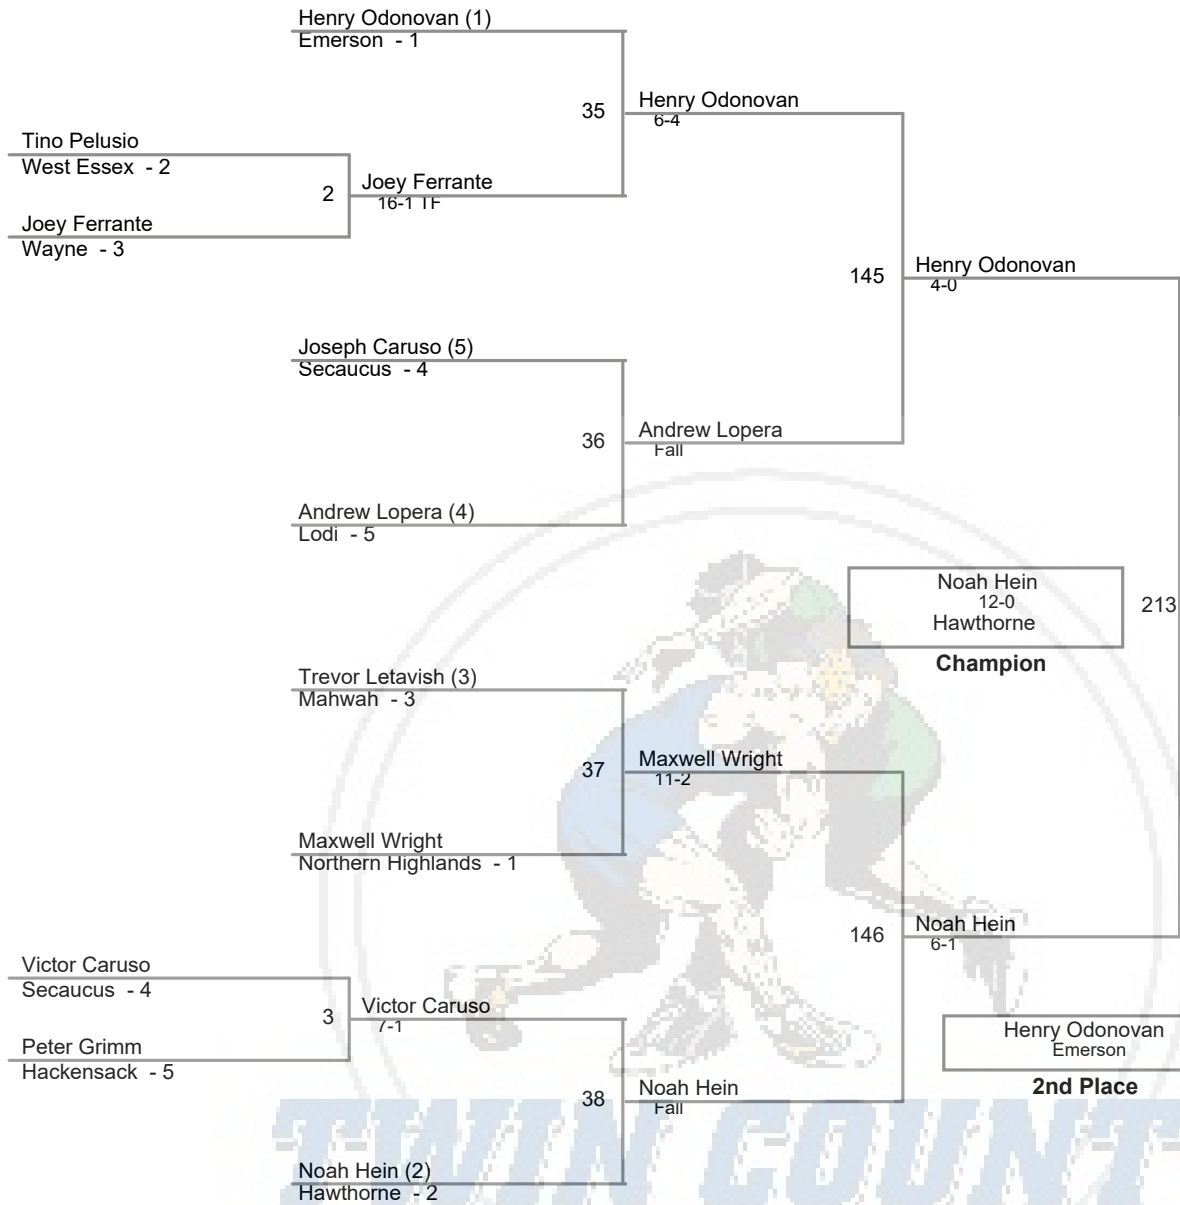 Henry Odonovan (1)
Emerson - 1
35
Henry Odonovan
6-4
Tino Pelusio
West Essex - 2
2
Joey Ferrante
16-1 TF
Joey Ferrante
Wayne - 3
145
Henry Odonovan
4-0
Joseph Caruso (5)
Secaucus - 4
36
Andrew Lopera
Fall
Andrew Lopera (4)
Lodi - 5
Noah Hein
12-0
Hawthorne
213
Champion
Trevor Letavish (3)
Mahwah - 3
37
Maxwell Wright
11-2
Maxwell Wright
Northern Highlands - 1
146
Noah Hein
6-1
Victor Caruso
Secaucus - 4
3
Victor Caruso
7-1
Peter Grimm
Hackensack - 5
Henry Odonovan
Emerson
2nd Place
38
Noah Hein
Fall
Noah Hein (2)
Hawthorne - 2
TWIN COUNT